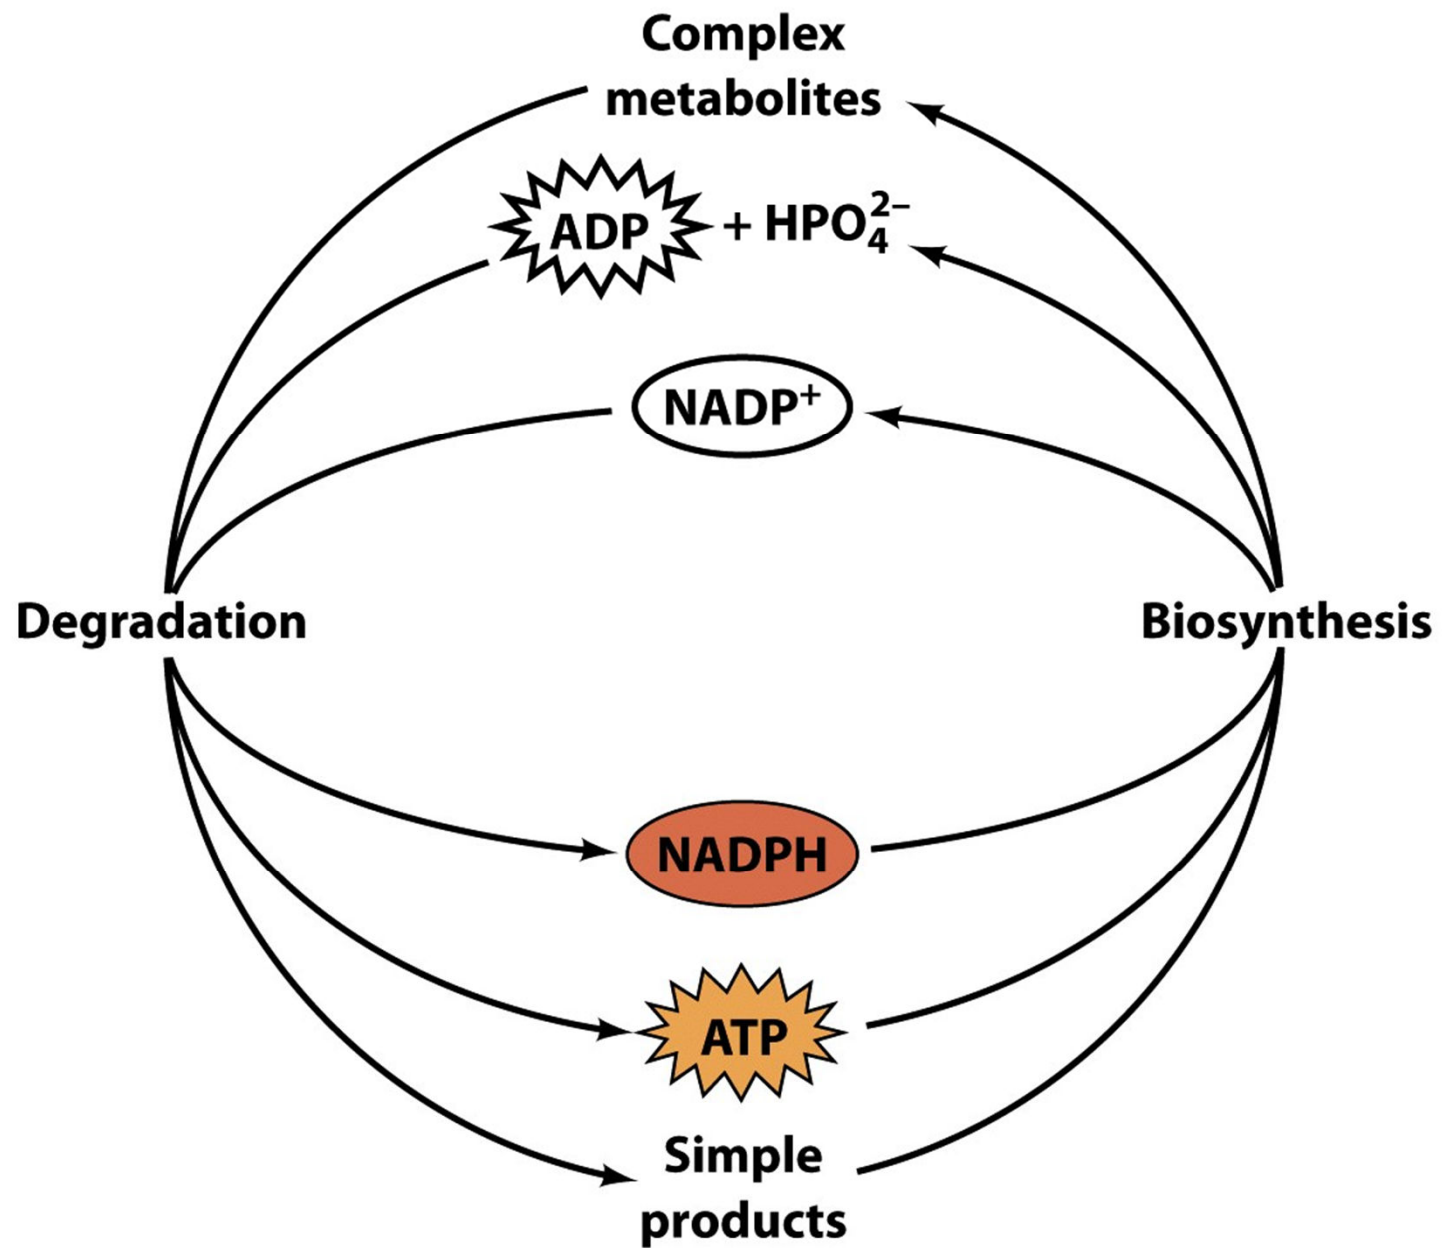 Complex
metabolites
ADP + HPO₄²⁻
NADP⁺
Degradation
Biosynthesis
NADPH
ATP
Simple
products